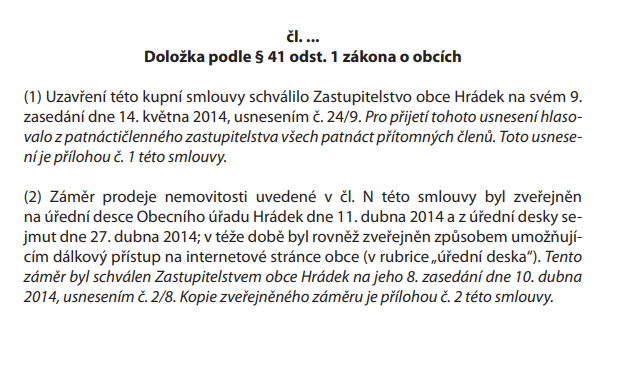 čl. ...
Doložka podle § 41 odst. 1 zákona o obcích
(1) Uzavření této kupní smlouvy schválilo Zastupitelstvo obce Hrádek na svém 9.
zasedání dne 14. května 2014, usnesením č. 24/9. Pro přijetí tohoto usnesení hlaso-
valo z patnáctičlenného zastupitelstva všech patnáct přítomných členů. Toto usnese-
ní je přílohou č. 1 této smlouvy.
(2) Záměr prodeje nemovitosti uvedené v čl. N této smlouvy byl zveřejněn
na úřední desce Obecního úřadu Hrádek dne 11. dubna 2014 a z úřední desky se-
jmut dne 27. dubna 2014; v téže době byl rovněž zveřejněn způsobem umožňují-
cím dálkový přístup na internetové stránce obce (v rubrice „úřední deska“). Tento
záměr byl schválen Zastupitelstvem obce Hrádek na jeho 8. zasedání dne 10. dubna
2014, usnesením č. 2/8. Kopie zveřejněného záměru je přílohou č. 2 této smlouvy.